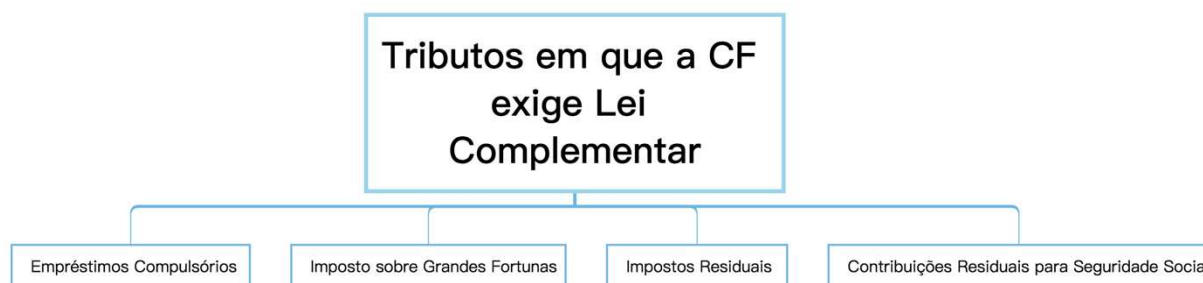 Tributos em que a CF
exige Lei
Complementar
Empréstimos Compulsórios
Imposto sobre Grandes Fortunas
Impostos Residuais
Contribuições Residuais para Seguridade Social